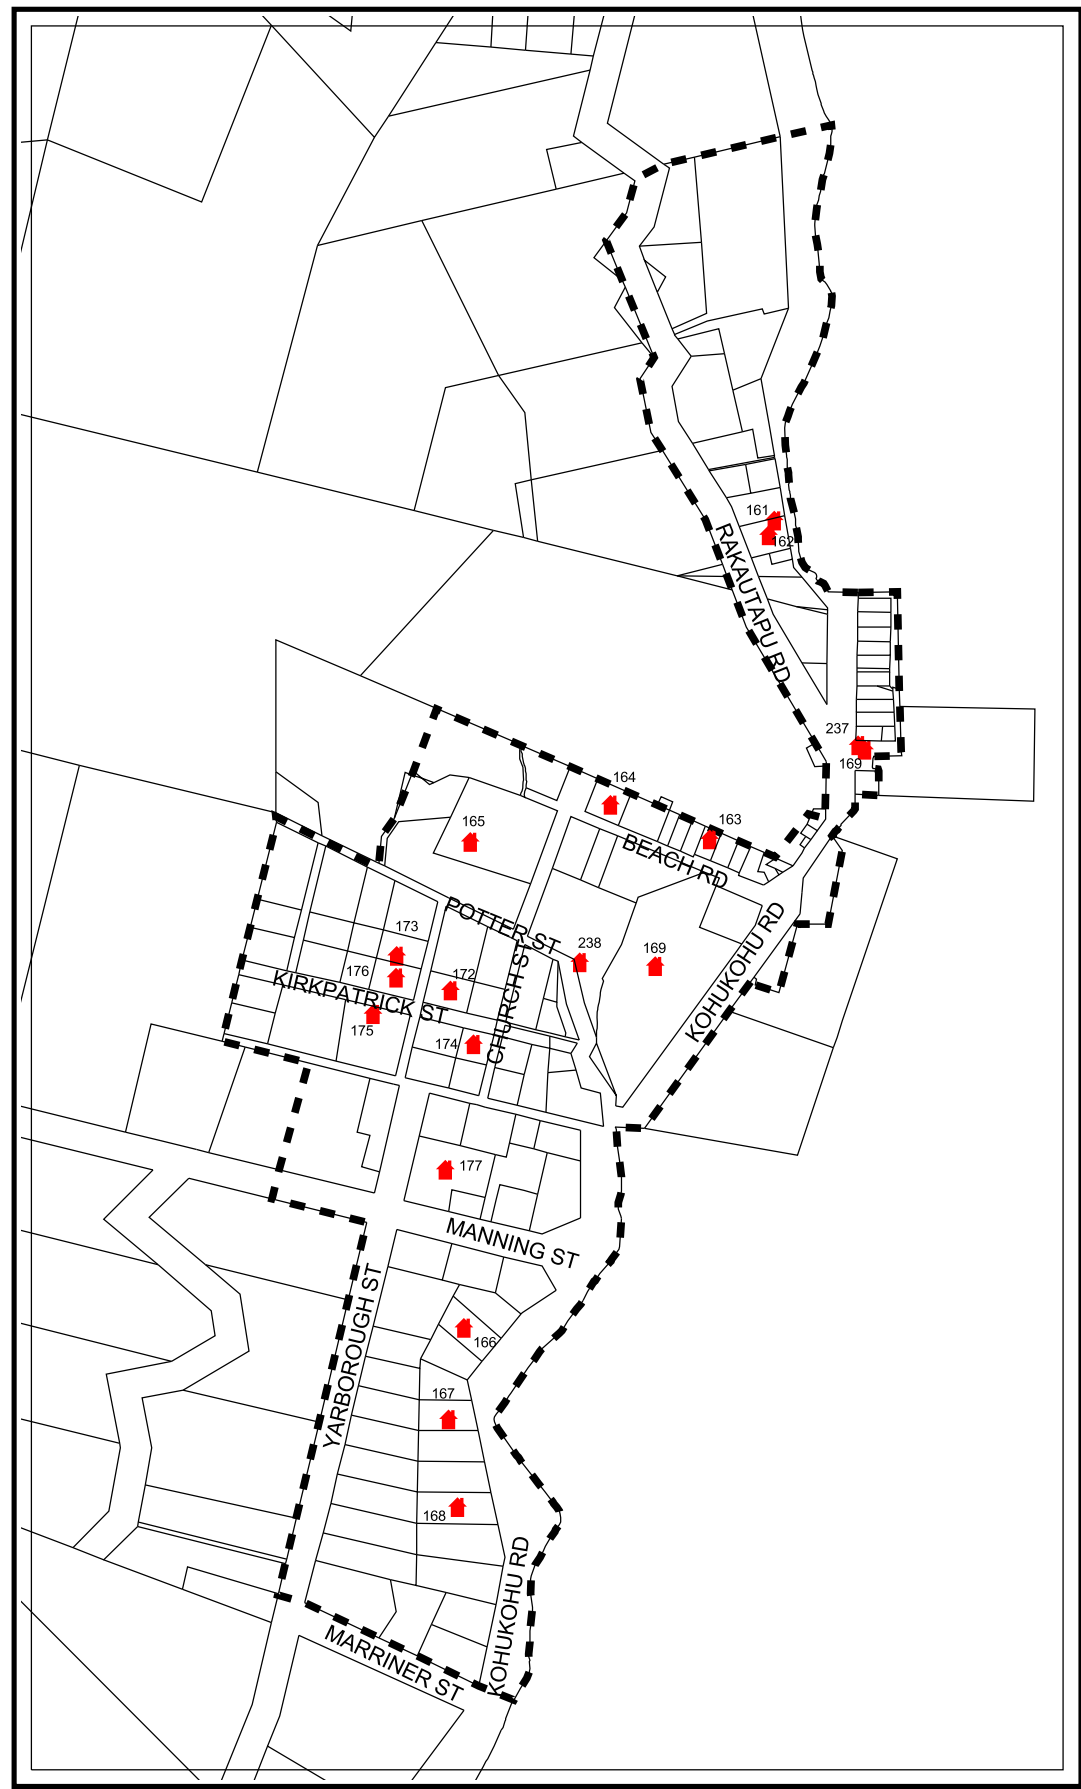 161
162
RAKAUTAPU RD
237
169
164
163
165
BEACH RD
POTTER ST
173
238
169
KOHUKOHU RD
176
172
KIRKPATRICK ST
CHURCH ST
175
174
177
MANNING ST
YARBOROUGH ST
166
167
168
KOHUKOHU RD
MARRINER ST